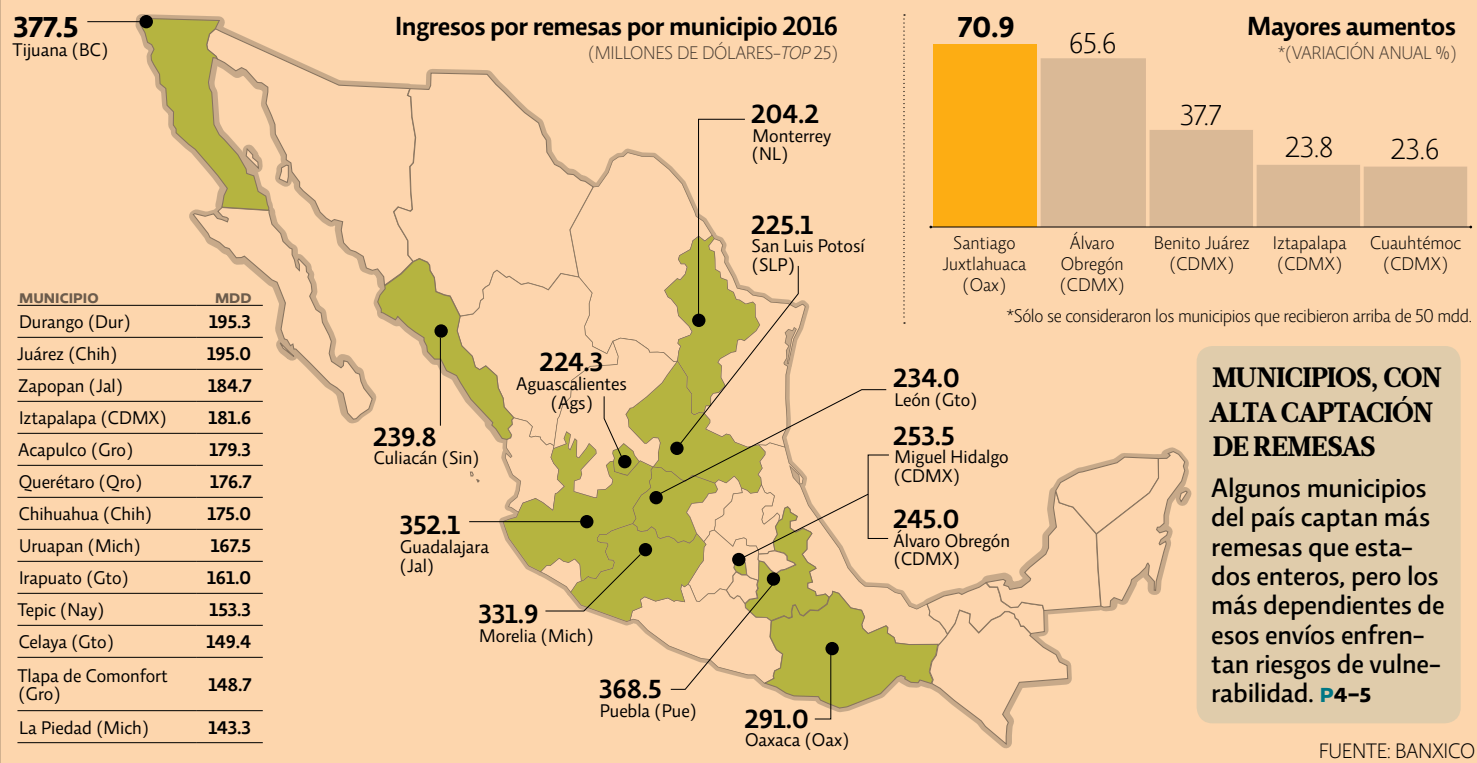 Ingresos por remesas por municipio 2016
(MILLONES DE DÓLARES–TOP 25)
377.5
Tijuana (BC)
204.2
Monterrey
(NL)
225.1
San Luis Potosí
(SLP)
224.3
Aguascalientes
(Ags)
239.8
Culiacán (Sin)
234.0
León (Gto)
253.5
Miguel Hidalgo
(CDMX)
245.0
Álvaro Obregón
(CDMX)
352.1
Guadalajara
(Jal)
331.9
Morelia (Mich)
368.5
Puebla (Pue)
291.0
Oaxaca (Oax)
MUNICIPIO MDD
Durango (Dur) 195.3
Juárez (Chih) 195.0
Zapopan (Jal) 184.7
Iztapalapa (CDMX) 181.6
Acapulco (Gro) 179.3
Querétaro (Qro) 176.7
Chihuahua (Chih) 175.0
Uruapan (Mich) 167.5
Irapuato (Gto) 161.0
Tepic (Nay) 153.3
Celaya (Gto) 149.4
Tlapa de Comonfort
(Gro) 148.7
La Piedad (Mich) 143.3
Mayores aumentos
*(VARIACIÓN ANUAL %)
70.9
65.6
37.7
23.8
23.6
Santiago
Juxtlahuaca
(Oax)
Álvaro
Obregón
(CDMX)
Benito Juárez
(CDMX)
Iztapalapa
(CDMX)
Cuauhtémoc
(CDMX)
*Sólo se consideraron los municipios que recibieron arriba de 50 mdd.
MUNICIPIOS, CON
ALTA CAPTACIÓN
DE REMESAS
Algunos municipios
del país captan más
remesas que esta–
dos enteros, pero los
más dependientes de
esos envíos enfren–
tan riesgos de vulne–
rabilidad. P4–5
FUENTE: BANXICO